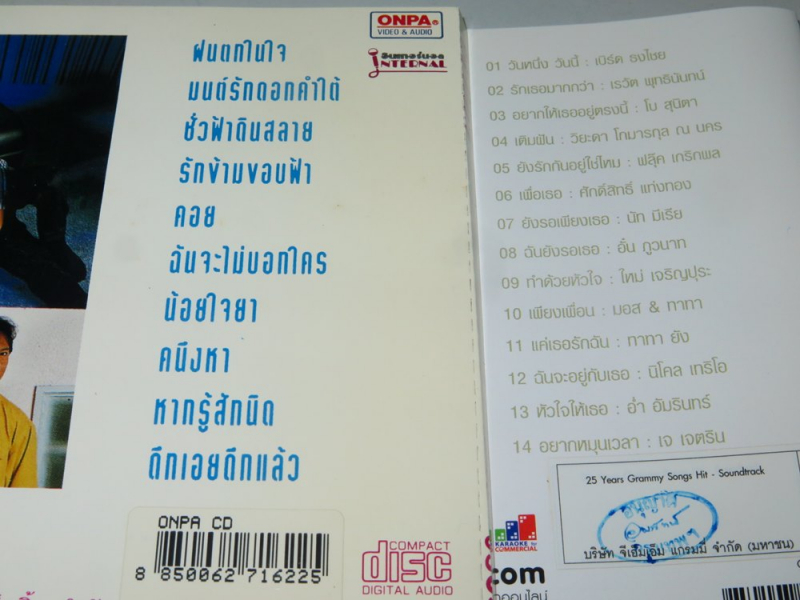 ONPA
VIDEO & AUDIO
INTERNAL
ฝนตกในใจ
มนต์รักดอกคำใต้
ชั่วฟ้าดินสลาย
รักข้ามขอบฟ้า
คอย
ฉันจะไม่บอกใคร
น้อยใจยา
คนึงหา
หากรู้สักนิด
ดึกเอยดึกแล้ว
ONPA CD
8 850062 716225
COMPACT
disc
DIGITAL AUDIO
01 วันหนึ่ง วันนี้ : เบิร์ด ธงไชย
02 รักเธอมากกว่า : เรวัต พุทธินันทน์
03 อยากให้เธออยู่ตรงนี้ : โบ สุนิตา
04 เติมฝัน : วิยะดา โกมารกุล ณ นคร
05 ยังรักกันอยู่ใช่ไหม : ฟลุ๊ค เกริกพล
06 เพื่อเธอ : ศักดิ์สิทธิ์ แท่งทอง
07 ยังรอเพียงเธอ : นัท มีเรีย
08 ฉันยังรอเธอ : อั๋น ภูวนาท
09 ทำด้วยหัวใจ : ใหม่ เจริญปุระ
10 เพียงเพื่อน : มอส & ทาทา
11 แค่เธอรักฉัน : ทาทา ยัง
12 ฉันจะอยู่กับเธอ : นิโคล เทริโอ
13 หัวใจให้เธอ : อ่ำ อัมรินทร์
14 อยากหมุนเวลา : เจ เจตริน
25 Years Grammy Songs Hit - Soundtrack
บริษัท จีเอ็มเอ็ม แกรมมี่ จำกัด (มหาชน)
KARAOKE
COMMERCIAL
com